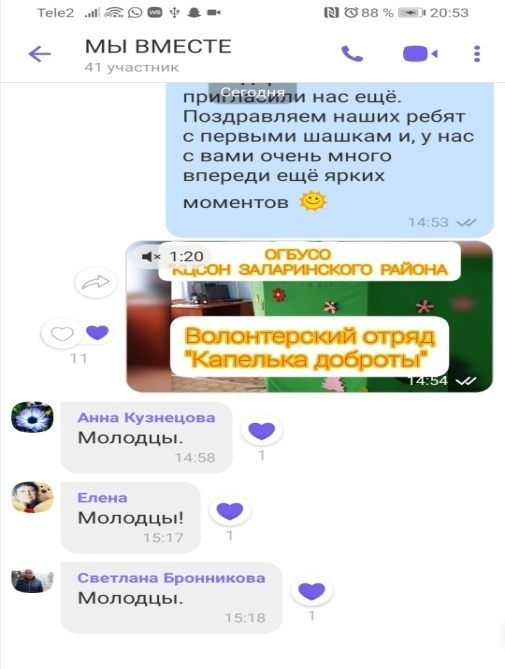 Tele2
88 % 20:53
МЫ ВМЕСТЕ
41 участник
Сегодня
пригласили нас ещё.
Поздравляем наших ребят
с первыми шашкам и, у нас
с вами очень много
впереди ещё ярких
моментов
14:53
1:20
ОГБУСО
"КЦСОН ЗАЛАРИНСКОГО РАЙОНА
Волонтерский отряд
"Капелька доброты"
11
14:54
Анна Кузнецова
Молодцы.
14:58
1
Елена
Молодцы!
15:17
1
Светлана Бронникова
Молодцы.
15:18
1